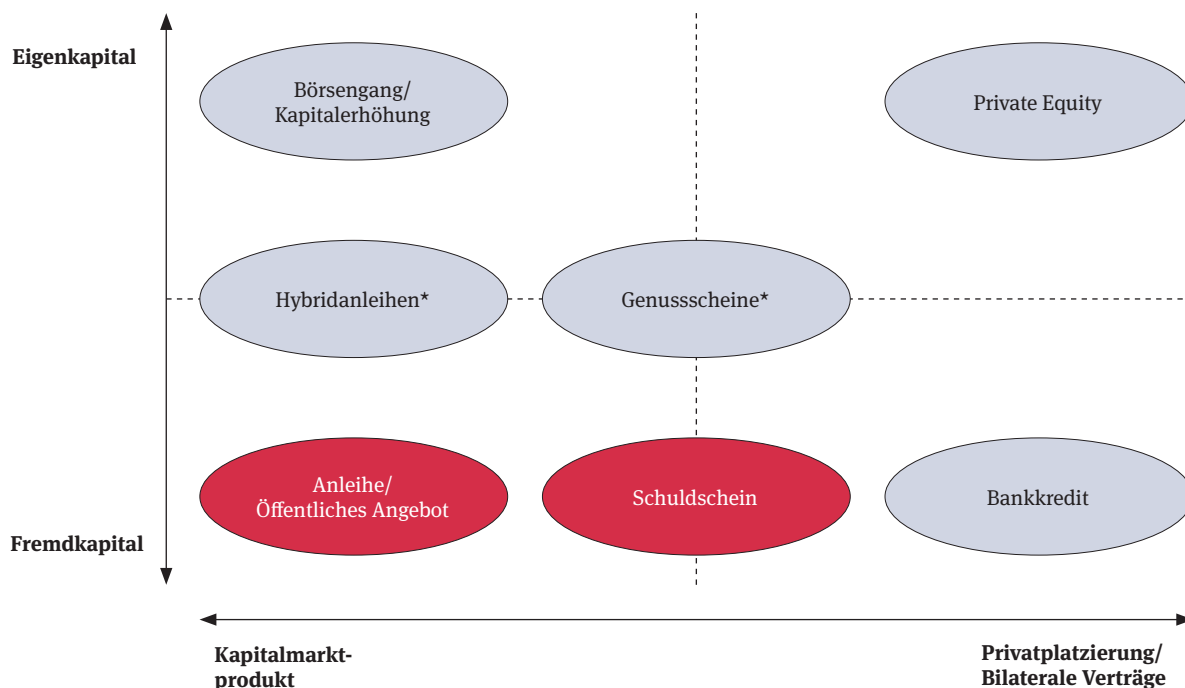 Eigenkapital
Börsengang/
Kapitalerhöhung
Private Equity
Hybridanleihen*
Genussscheine*
Anleihe/
Öffentliches Angebot
Schuldschein
Bankkredit
Fremdkapital
Kapitalmarkt-
produkt
Privatplatzierung/
Bilaterale Verträge